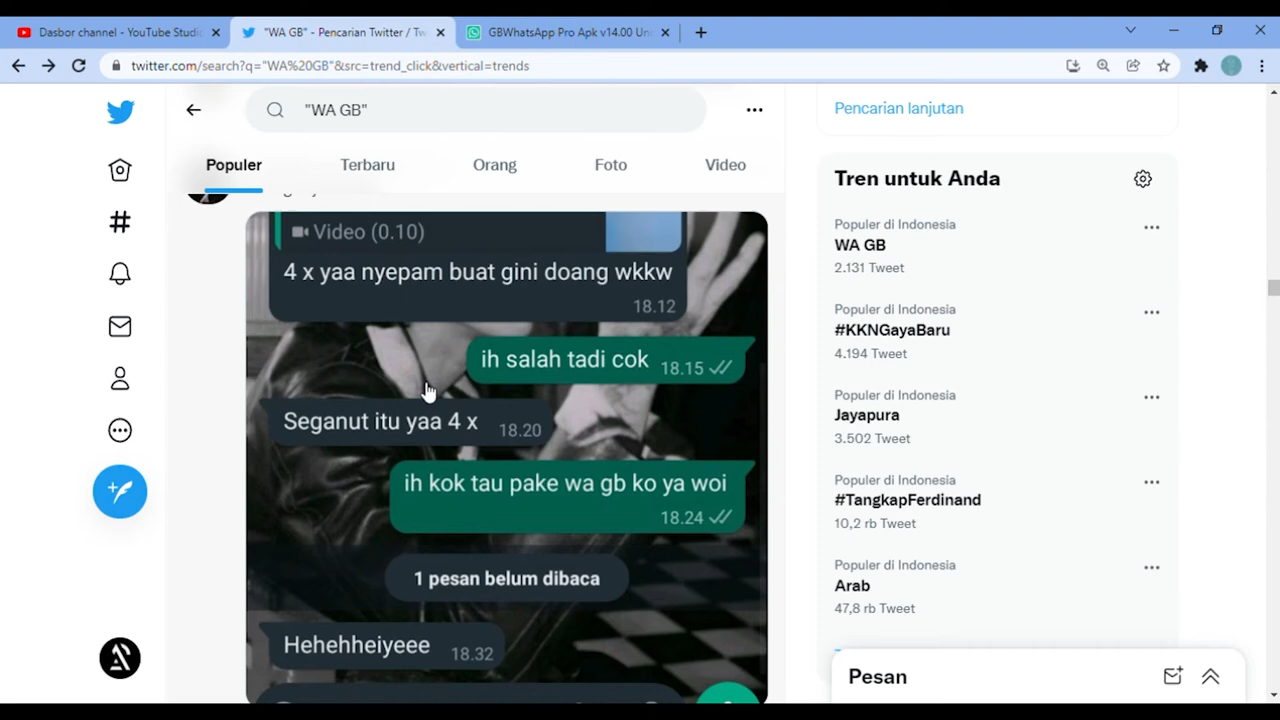 Dasbor channel - YouTube Studi
"WA GB" - Pencarian Twitter / Tw
GBWhatsApp Pro Apk v14.00 Un
twitter.com/search?q="WA%20GB"&src=trend_click&vertical=trends
"WA GB"
Populer
Terbaru
Orang
Foto
Video
Video (0.10)
4 x yaa nyepam buat gini doang wkkw
18.12
ih salah tadi cok 18.15
Seganut itu yaa 4 x 18.20
ih kok tau pake wa gb ko ya woi
18.24
1 pesan belum dibaca
Hehehheiyeee 18.32
Pencarian lanjutan
Tren untuk Anda
Populer di Indonesia
WA GB
2.131 Tweet
Populer di Indonesia
#KKNGayaBaru
4.194 Tweet
Populer di Indonesia
Jayapura
3.502 Tweet
Populer di Indonesia
#TangkapFerdinand
10,2 rb Tweet
Populer di Indonesia
Arab
47,8 rb Tweet
Pesan